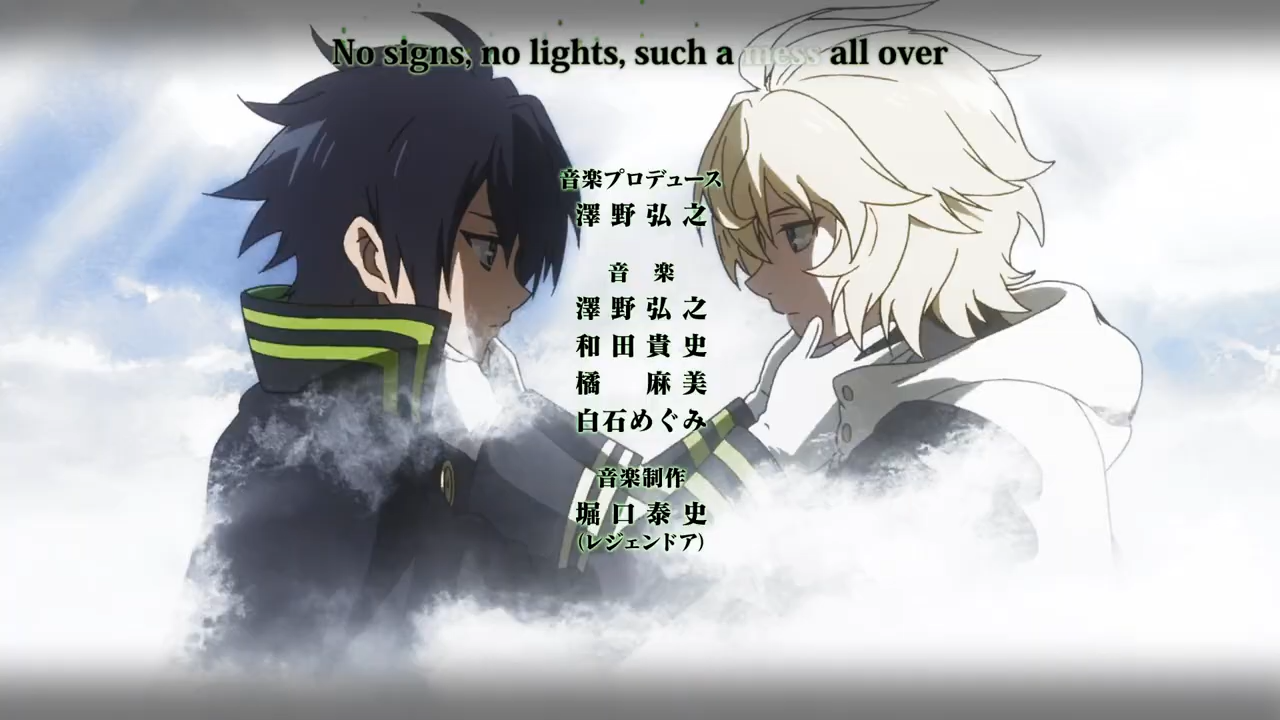 No signs, no lights, such a mess all over
音楽プロデュース
澤野弘之
音楽
澤野弘之
和田貴史
橘 麻美
白石めぐみ
音楽制作
堀口泰史
(レジェンドア)